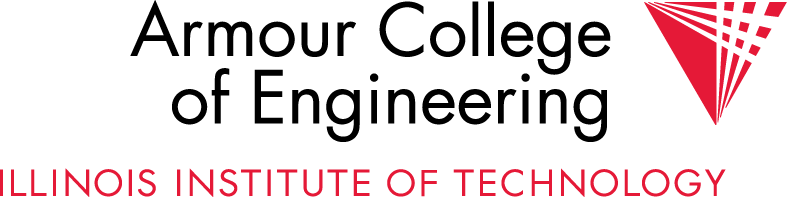 Armour College
of Engineering
ILLINOIS INSTITUTE OF TECHNOLOGY